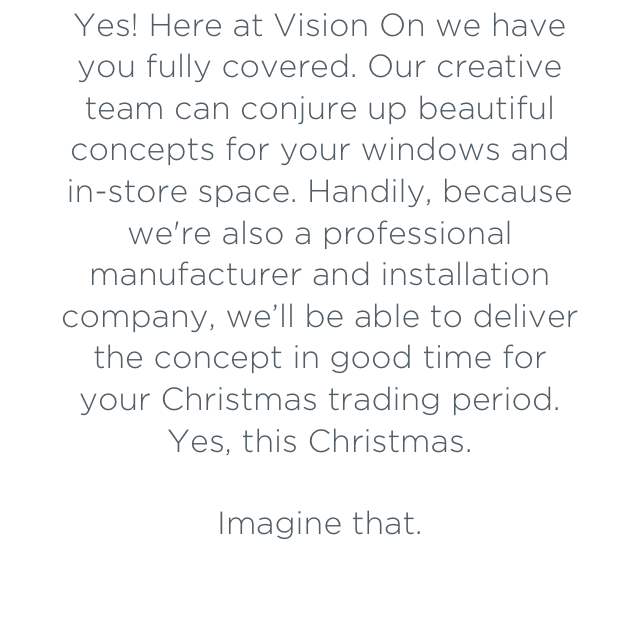 Yes! Here at Vision On we have
you fully covered. Our creative
team can conjure up beautiful
concepts for your windows and
in-store space. Handily, because
we're also a professional
manufacturer and installation
company, we’ll be able to deliver
the concept in good time for
your Christmas trading period.
Yes, this Christmas.
Imagine that.